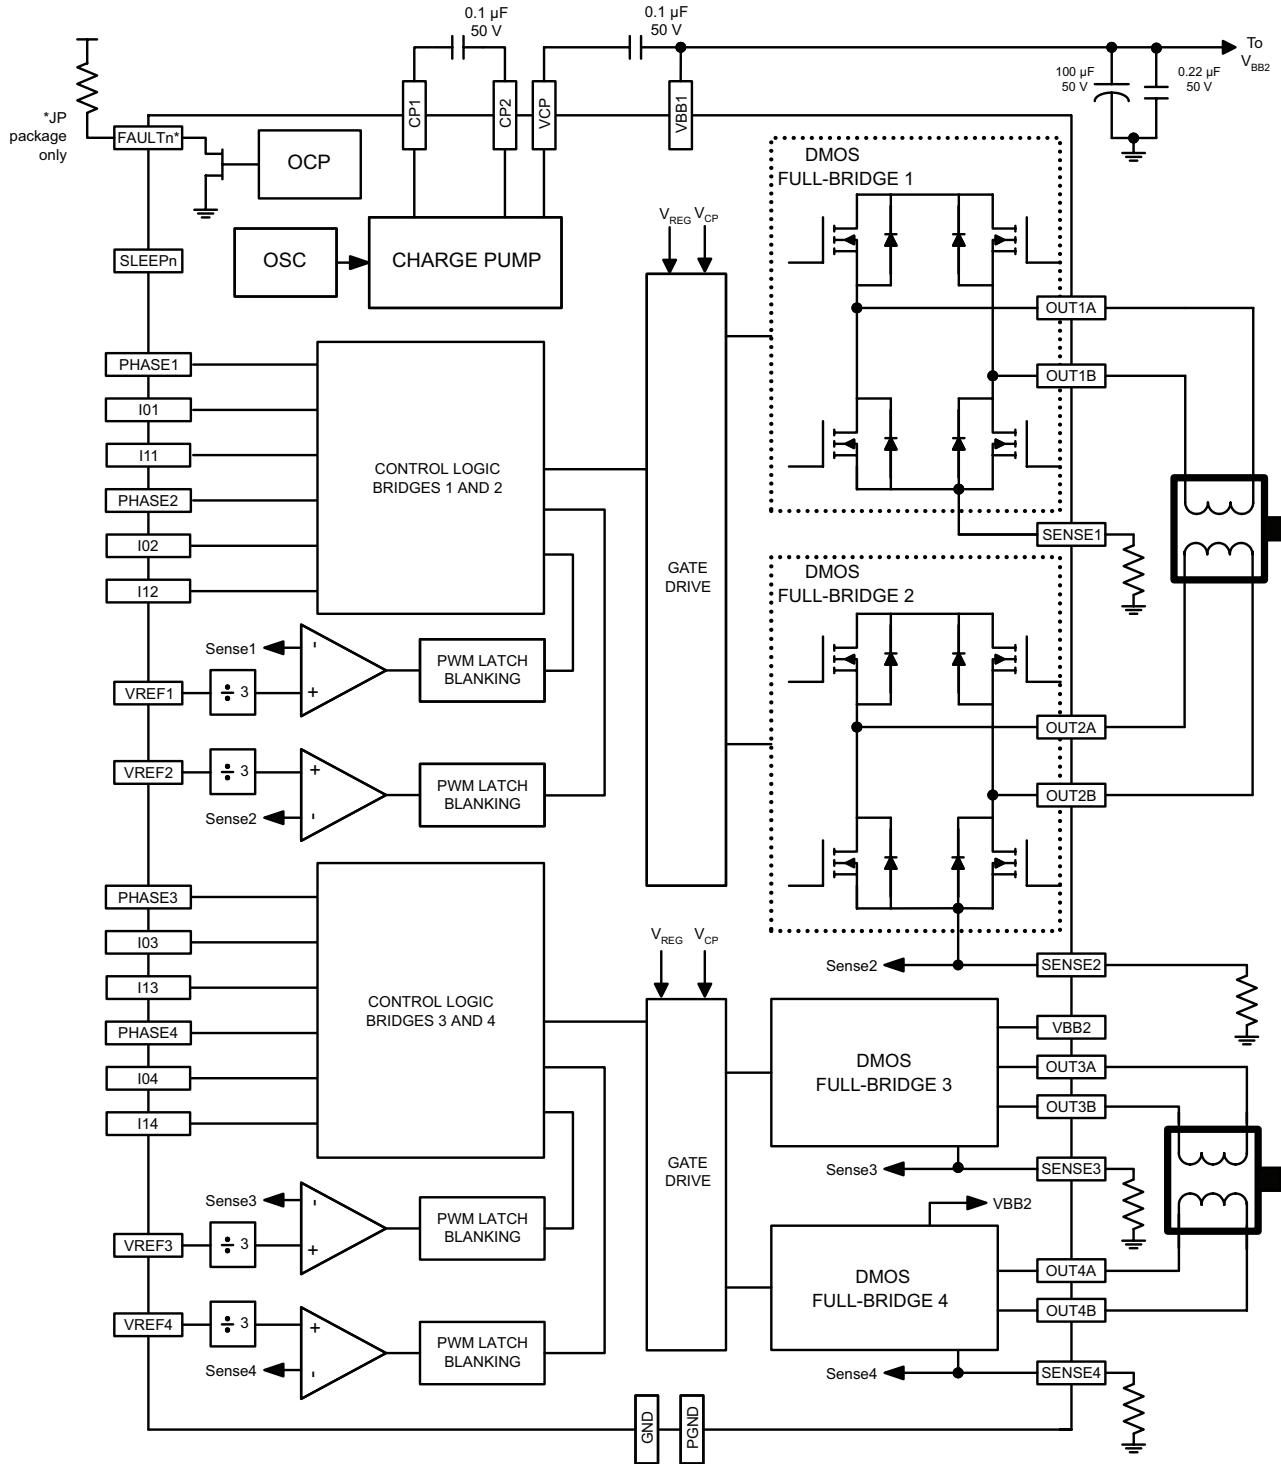 0.1 µF
50 V
0.1 µF
50 V
To
VBB2
100 µF
50 V
0.22 µF
50 V
*JP
package
only
FAULTn*
OCP
CP1
CP2
VCP
VBB1
DMOS
FULL-BRIDGE 1
SLEEPn
OSC
CHARGE PUMP
VREG
VCP
OUT1A
OUT1B
PHASE1
I01
I11
PHASE2
I02
I12
CONTROL LOGIC
BRIDGES 1 AND 2
SENSE1
GATE
DRIVE
DMOS
FULL-BRIDGE 2
Sense1
-
+
PWM LATCH
BLANKING
VREF1
÷ 3
OUT2A
VREF2
÷ 3
+
-
PWM LATCH
BLANKING
Sense2
OUT2B
PHASE3
I03
I13
PHASE4
I04
I14
CONTROL LOGIC
BRIDGES 3 AND 4
VREG
VCP
Sense2
SENSE2
VBB2
DMOS
FULL-BRIDGE 3
OUT3A
OUT3B
GATE
DRIVE
Sense3
SENSE3
Sense3
-
+
PWM LATCH
BLANKING
VREF3
÷ 3
VBB2
DMOS
FULL-BRIDGE 4
OUT4A
OUT4B
VREF4
÷ 3
+
-
PWM LATCH
BLANKING
Sense4
Sense4
SENSE4
GND
PGND